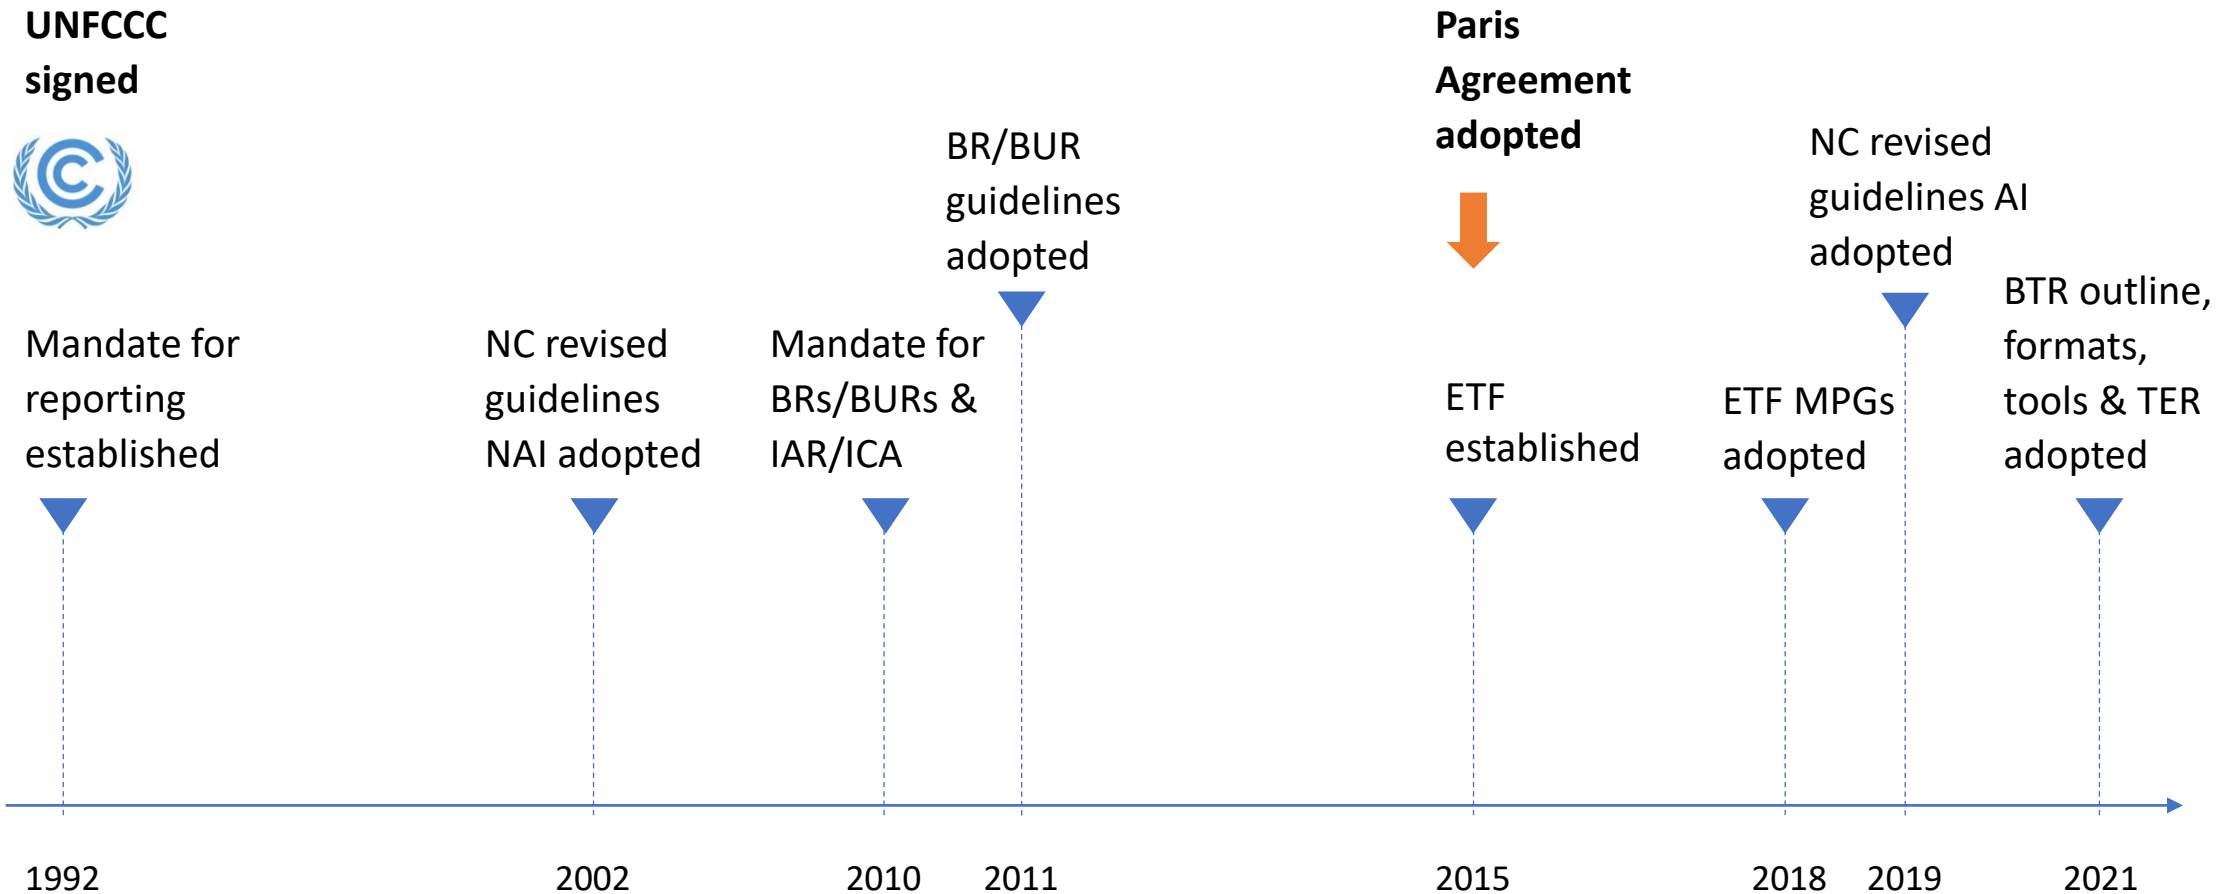 UNFCCC
signed
Paris
Agreement
adopted
BR/BUR
guidelines
adopted
NC revised
guidelines AI
adopted
Mandate for
reporting
established
NC revised
guidelines
NAI adopted
Mandate for
BRs/BURs &
IAR/ICA
ETF
established
ETF MPGs
adopted
BTR outline,
formats,
tools & TER
adopted
1992
2002
2010
2011
2015
2018
2019
2021